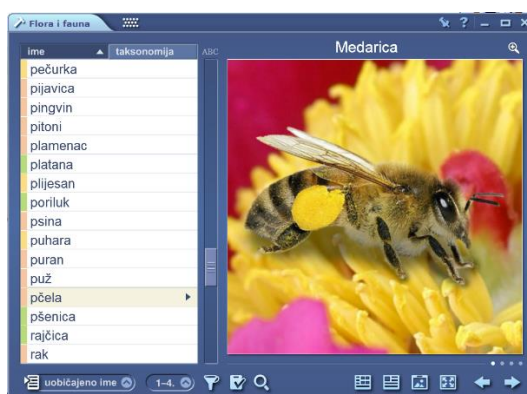 Flora i fauna
ime
taksonomija
ABC
Medarica
pečurka
pijavica
pingvin
pitoni
plamenac
platana
plijesan
poriluk
psina
puhara
puran
puž
pčela
pšenica
rajčica
rak
uobičajeno ime
1–4.